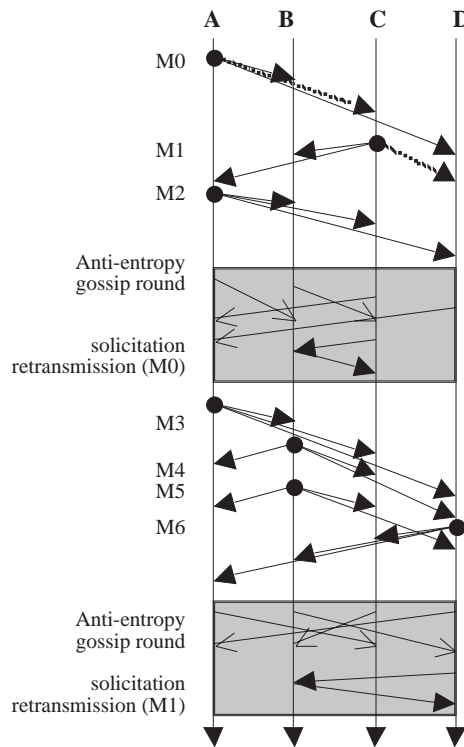 A B C D
M0
M1
M2
Anti-entropy
gossip round
solicitation
retransmission (M0)
M3
M4
M5
M6
Anti-entropy
gossip round
solicitation
retransmission (M1)